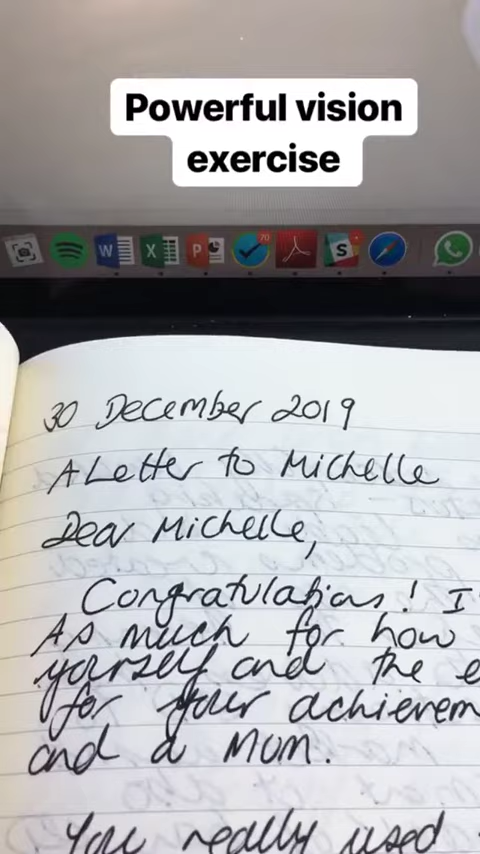 Powerful vision
exercise
W
X
P
70
S
30 December 2019
A Letter to Michelle
Dear Michelle,
Congratulations! I
As much for how
yourself and the e
for your achievem
and a Mum.
You really used